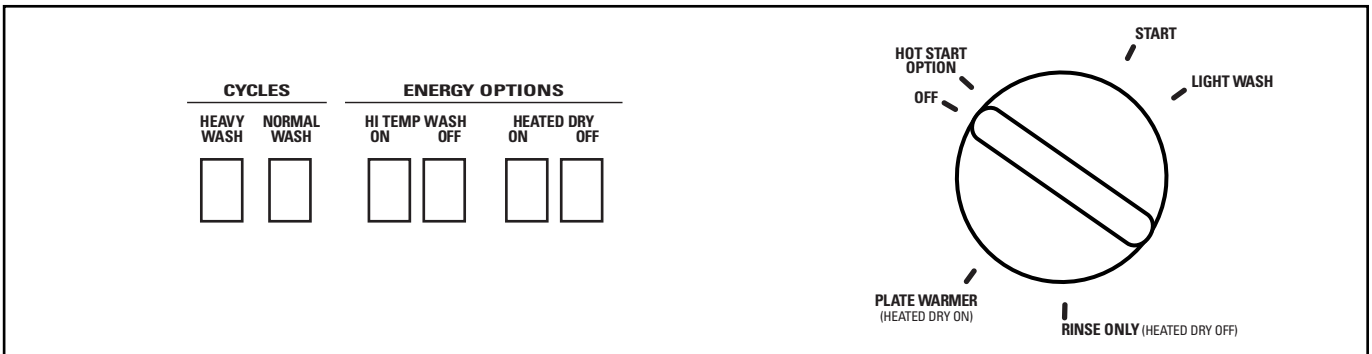 CYCLES
ENERGY OPTIONS
HEAVY WASH
NORMAL WASH
HI TEMP WASH
ON OFF
HEATED DRY
ON OFF
HOT START
OPTION
OFF
START
LIGHT WASH
PLATE WARMER
(HEATED DRY ON)
RINSE ONLY (HEATED DRY OFF)